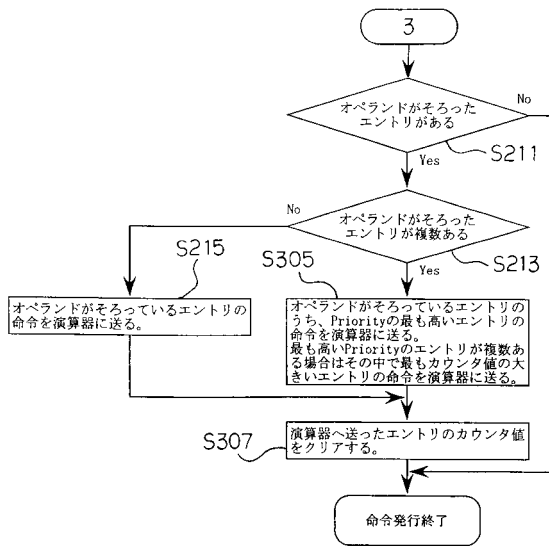 3
オペランドがそろった
エントリがある
No
S211
Yes
オペランドがそろった
エントリが複数ある
No
S213
Yes
S215
オペランドがそろっているエントリの
命令を演算器に送る。
S305
オペランドがそろっているエントリの
うち、Priorityの最も高いエントリの
命令を演算器に送る。
最も高いPriorityのエントリが複数あ
る場合はその中で最もカウンタ値の大
きいエントリの命令を演算器に送る。
S307
演算器へ送ったエントリのカウンタ値
をクリアする。
命令発行終了